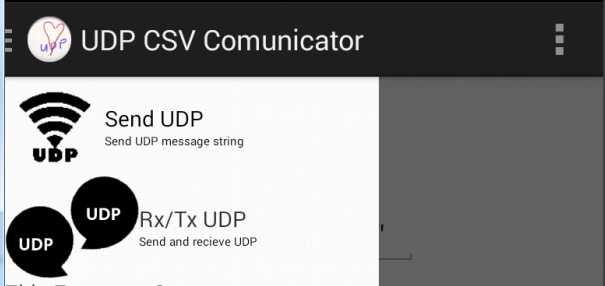 UDP UDP CSV Comunicator
UDP
Send UDP
Send UDP message string
UDP
UDP
Rx/Tx UDP
Send and recieve UDP